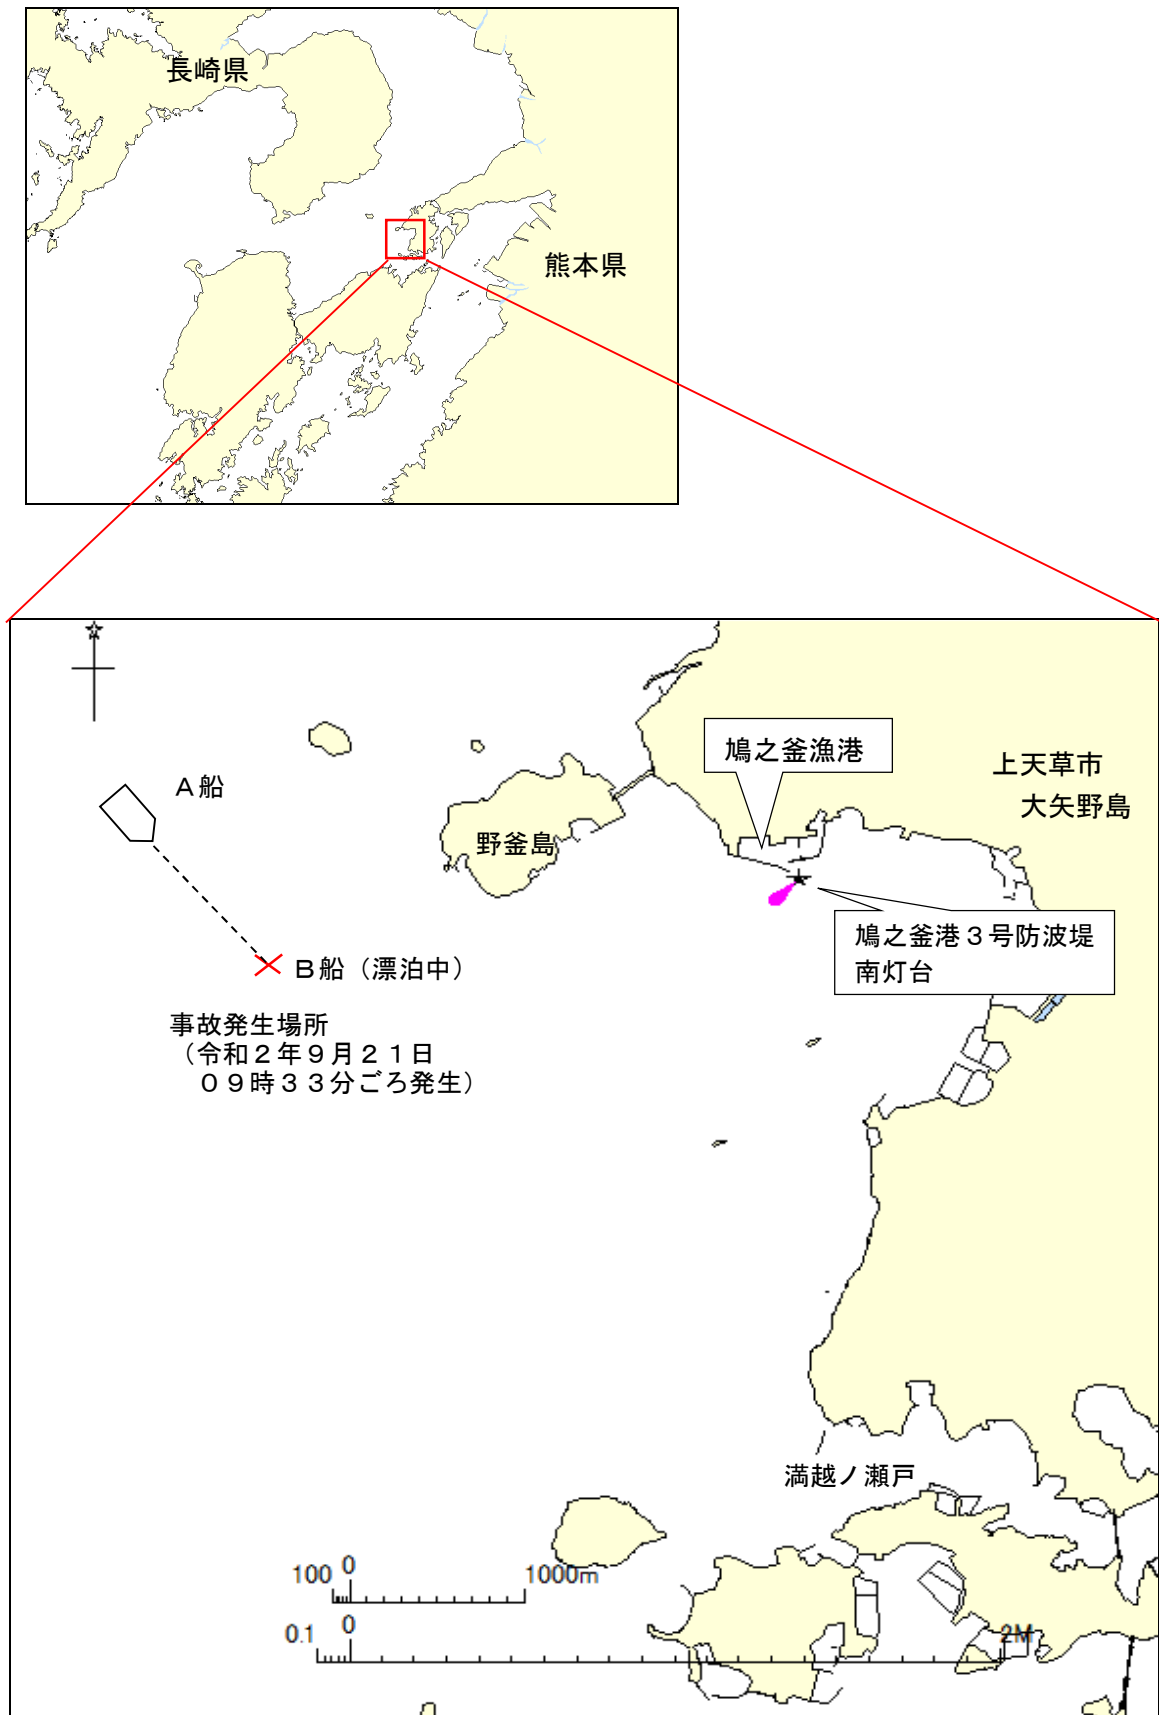 長崎県
熊本県
鳩之釜漁港
上天草市
大矢野島
A船
野釜島
鳩之釜港３号防波堤
南灯台
B船（漂泊中）
事故発生場所
（令和２年９月２１日
０９時３３分ごろ発生）
満越ノ瀬戸
100 0 1000m
0.1 0 2M